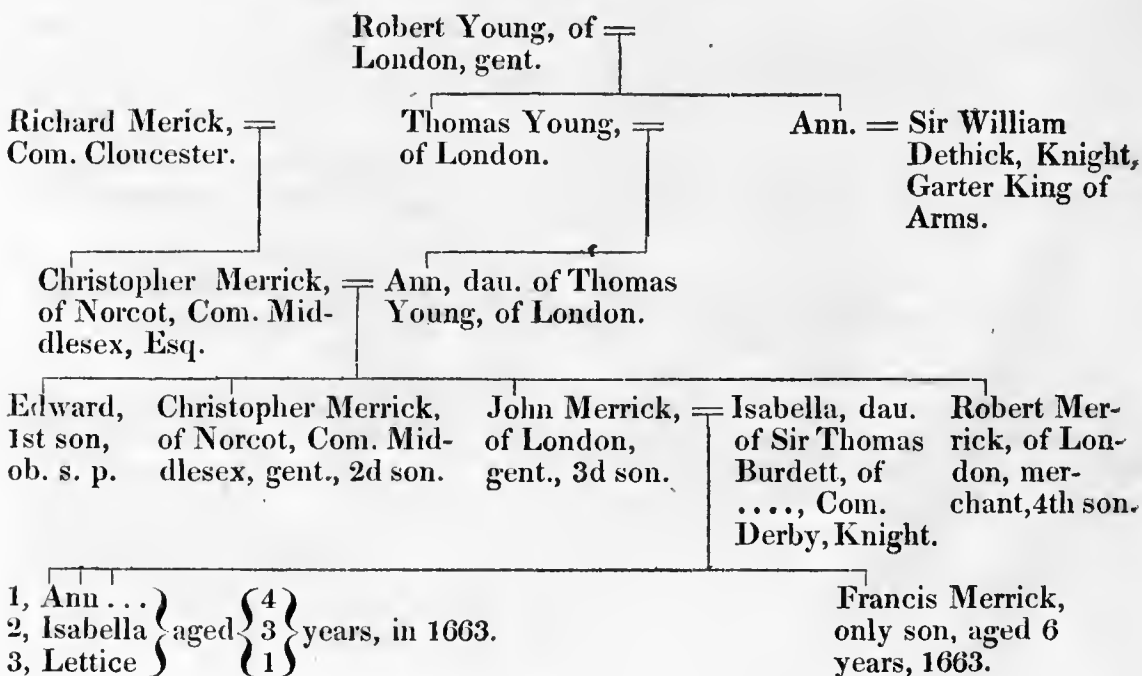 Robert Young, of
London, gent.
Richard Merick,
Com. Cloucester.
Thomas Young,
of London.
Ann. = Sir William
Dethick, Knight,
Garter King of
Arms.
Christopher Merrick,
of Norcot, Com. Mid-
dlesex, Esq.
= Ann, dau. of Thomas
Young, of London.
Edward,
1st son,
ob. s. p.
Christopher Merrick,
of Norcot, Com. Mid-
dlesex, gent., 2d son.
John Merrick,
of London,
gent., 3d son.
= Isabella, dau.
of Sir Thomas
Burdett, of
...., Com.
Derby, Knight.
Robert Mer-
rick, of Lon-
don, mer-
chant, 4th son.
1, Ann ... } { 4 }
2, Isabella } aged { 3 } years, in 1663.
3, Lettice } { 1 }
Francis Merrick,
only son, aged 6
years, 1663.